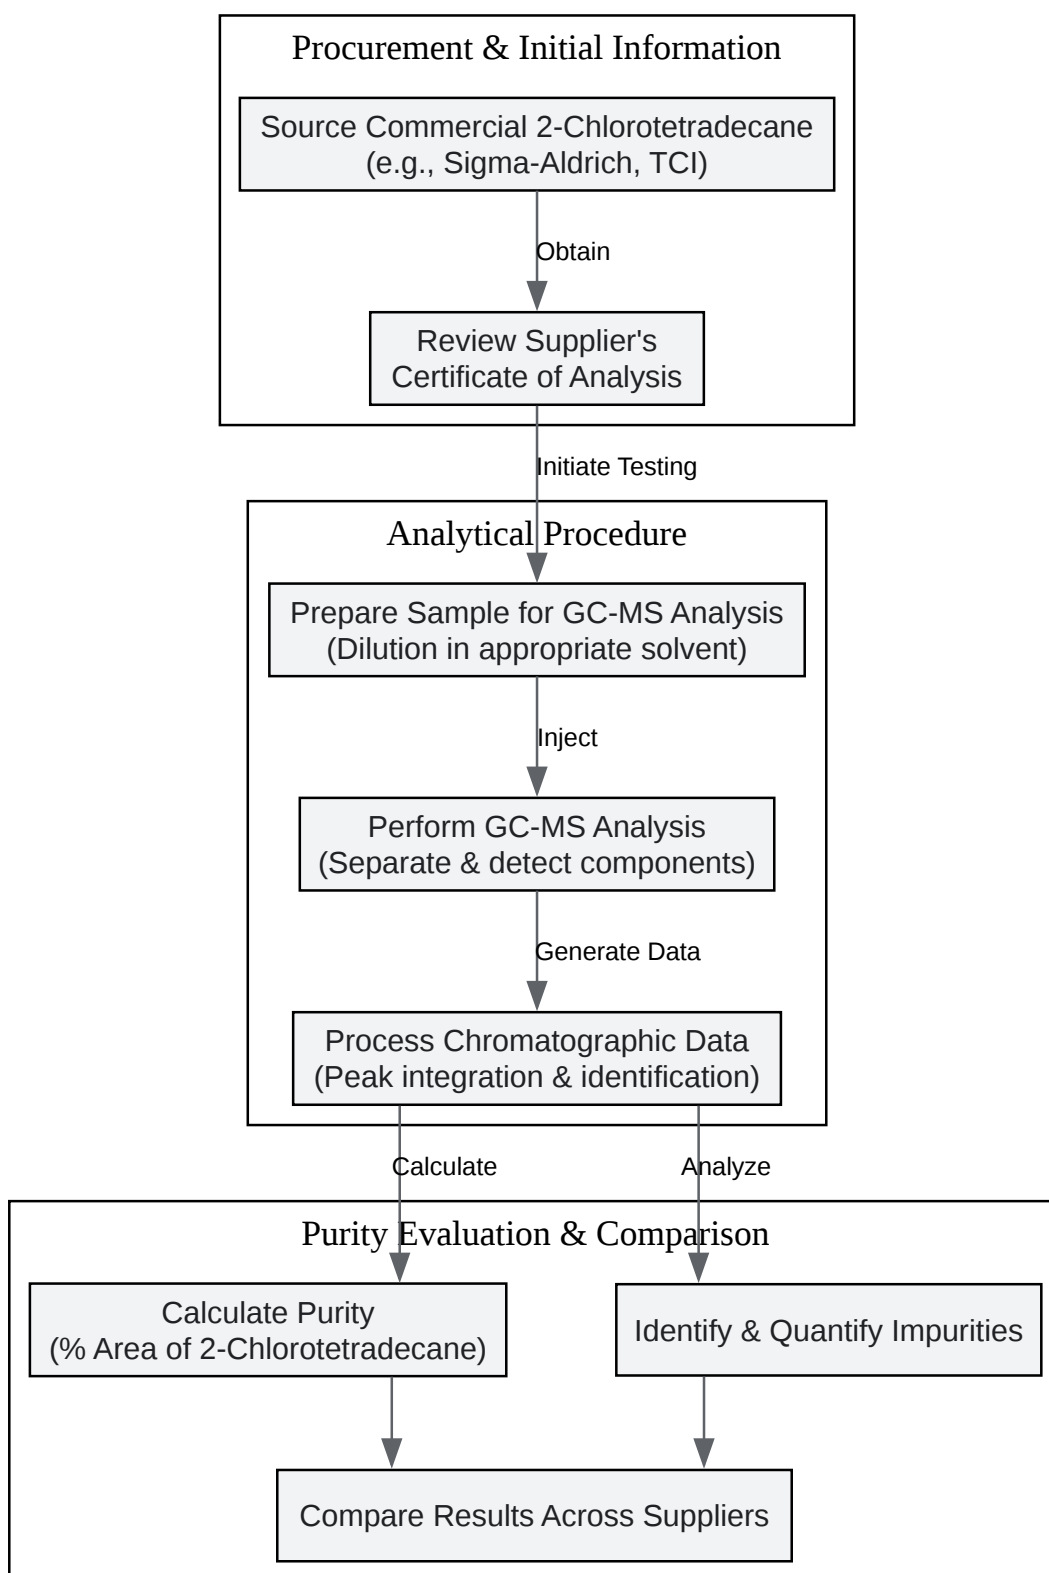 Procurement & Initial Information
Source Commercial 2-Chlorotetradecane
(e.g., Sigma-Aldrich, TCI)
Obtain
Review Supplier's
Certificate of Analysis
Initiate Testing
Analytical Procedure
Prepare Sample for GC-MS Analysis
(Dilution in appropriate solvent)
Inject
Perform GC-MS Analysis
(Separate & detect components)
Generate Data
Process Chromatographic Data
(Peak integration & identification)
Calculate
Analyze
Purity Evaluation & Comparison
Calculate Purity
(% Area of 2-Chlorotetradecane)
Identify & Quantify Impurities
Compare Results Across Suppliers